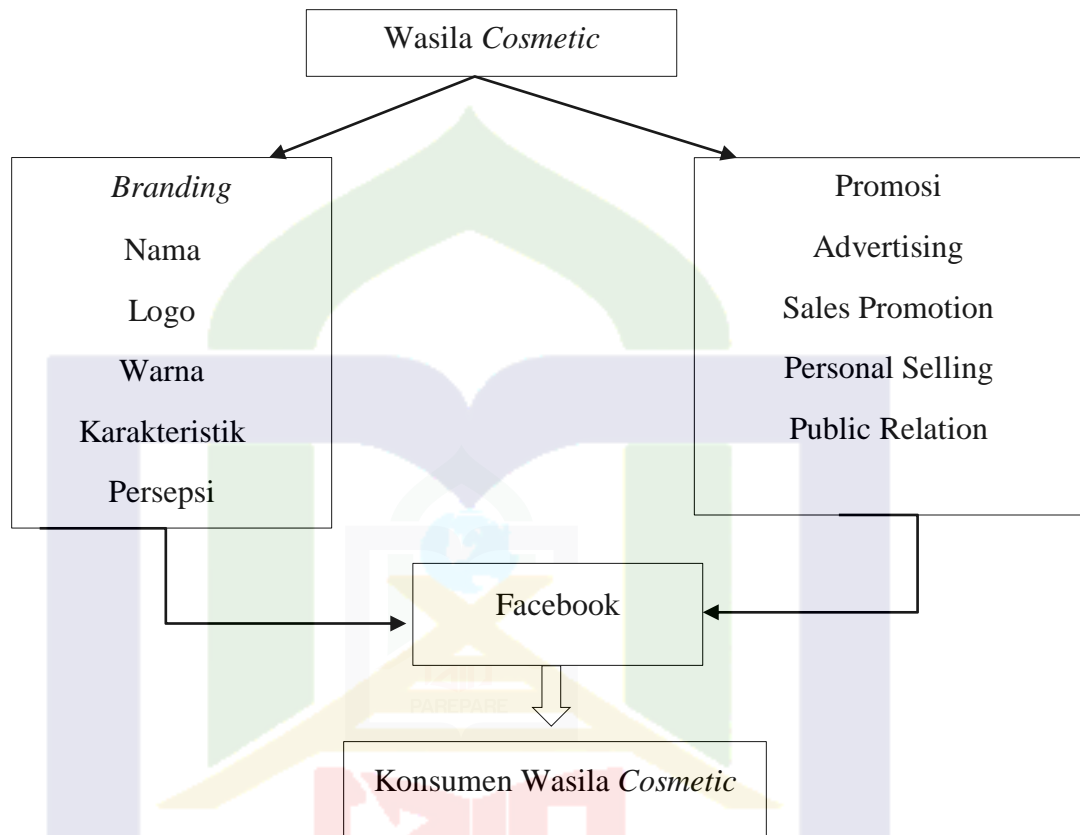 Wasila Cosmetic
Branding
Nama
Logo
Warna
Karakteristik
Persepsi
Promosi
Advertising
Sales Promotion
Personal Selling
Public Relation
Facebook
PAREPARE
Konsumen Wasila Cosmetic